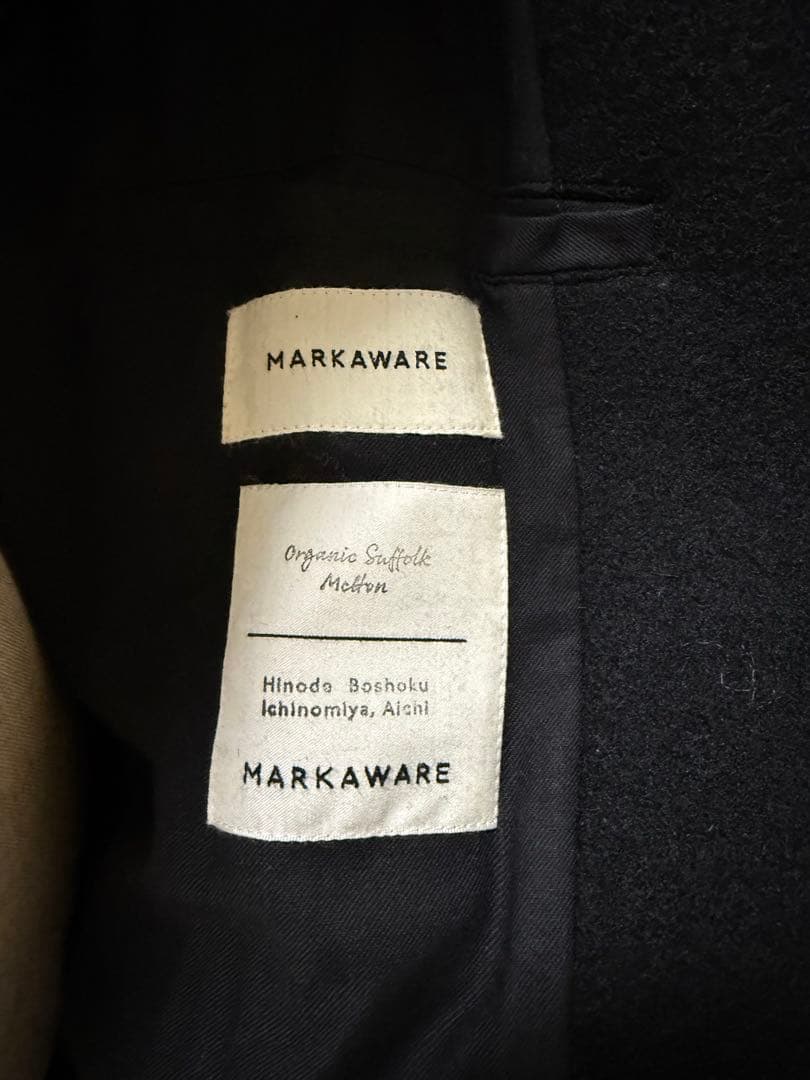 MARKAWARE
Organic Suffolk
Melton
Hinode Boshoku
Ichinomiya, Aichi
MARKAWARE